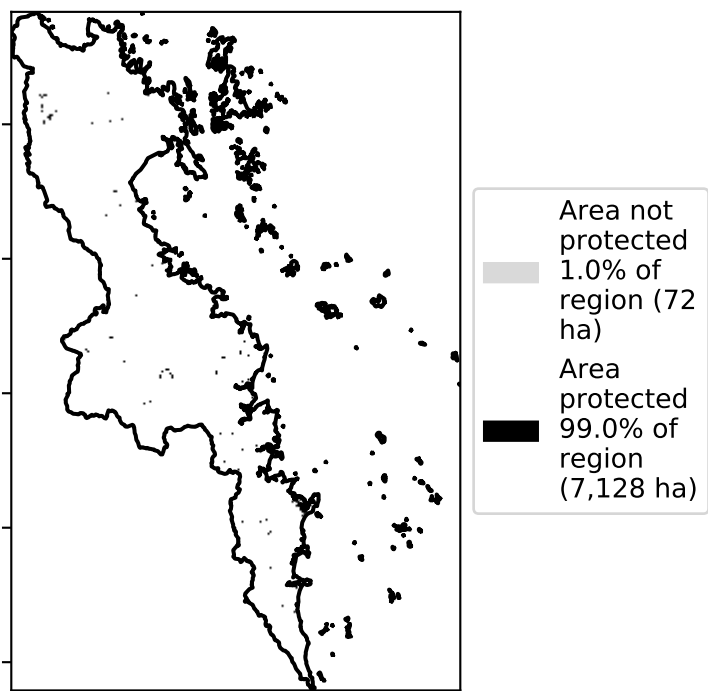 Area not
protected
1.0% of
region (72
ha)
Area
protected
99.0% of
region
(7,128 ha)